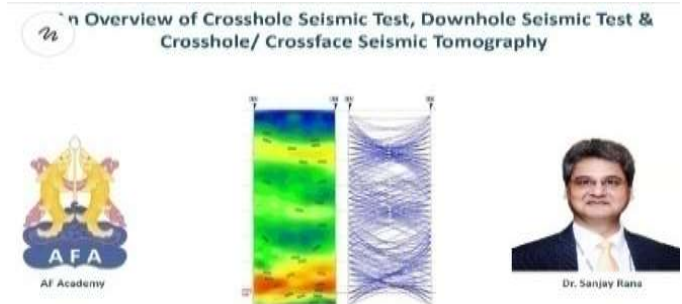 n Overview of Crosshole Seismic Test, Downhole Seismic Test &
Crosshole/ Crossface Seismic Tomography
AFA
AF Academy
Dr. Sanjay Rana